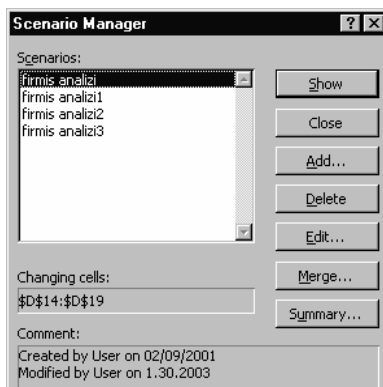 Scenario Manager
Scenarios:
firmis analizi
firmis analizi1
firmis analizi2
firmis analizi3
Show
Close
Add...
Delete
Edit...
Merge...
Summary...
Changing cells:
$D$14:$D$19
Comment:
Created by User on 02/09/2001
Modified by User on 1.30.2003